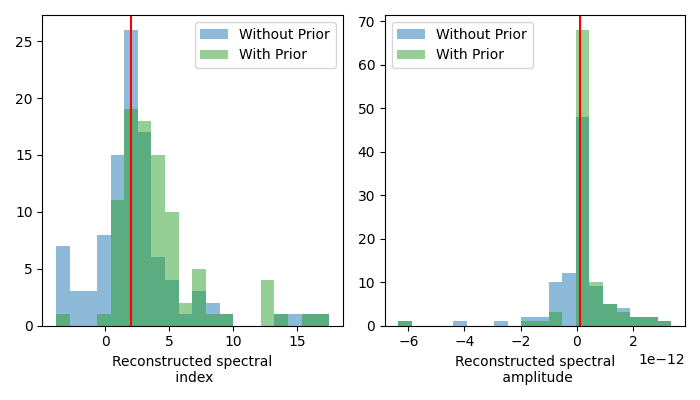 Without Prior
With Prior
25
20
15
10
5
0
0
5
10
15
Reconstructed spectral
index
Without Prior
With Prior
70
60
50
40
30
20
10
0
−6
−4
−2
0
2
1e−12
Reconstructed spectral
amplitude